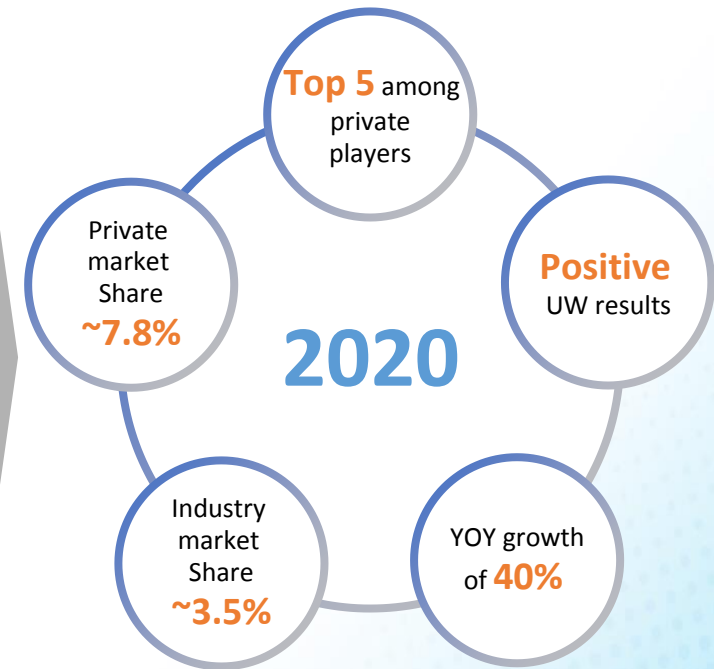 Top 5 among
private
players
Private
market
Share
~7.8%
Positive
UW results
2020
Industry
market
Share
~3.5%
YOY growth
of 40%